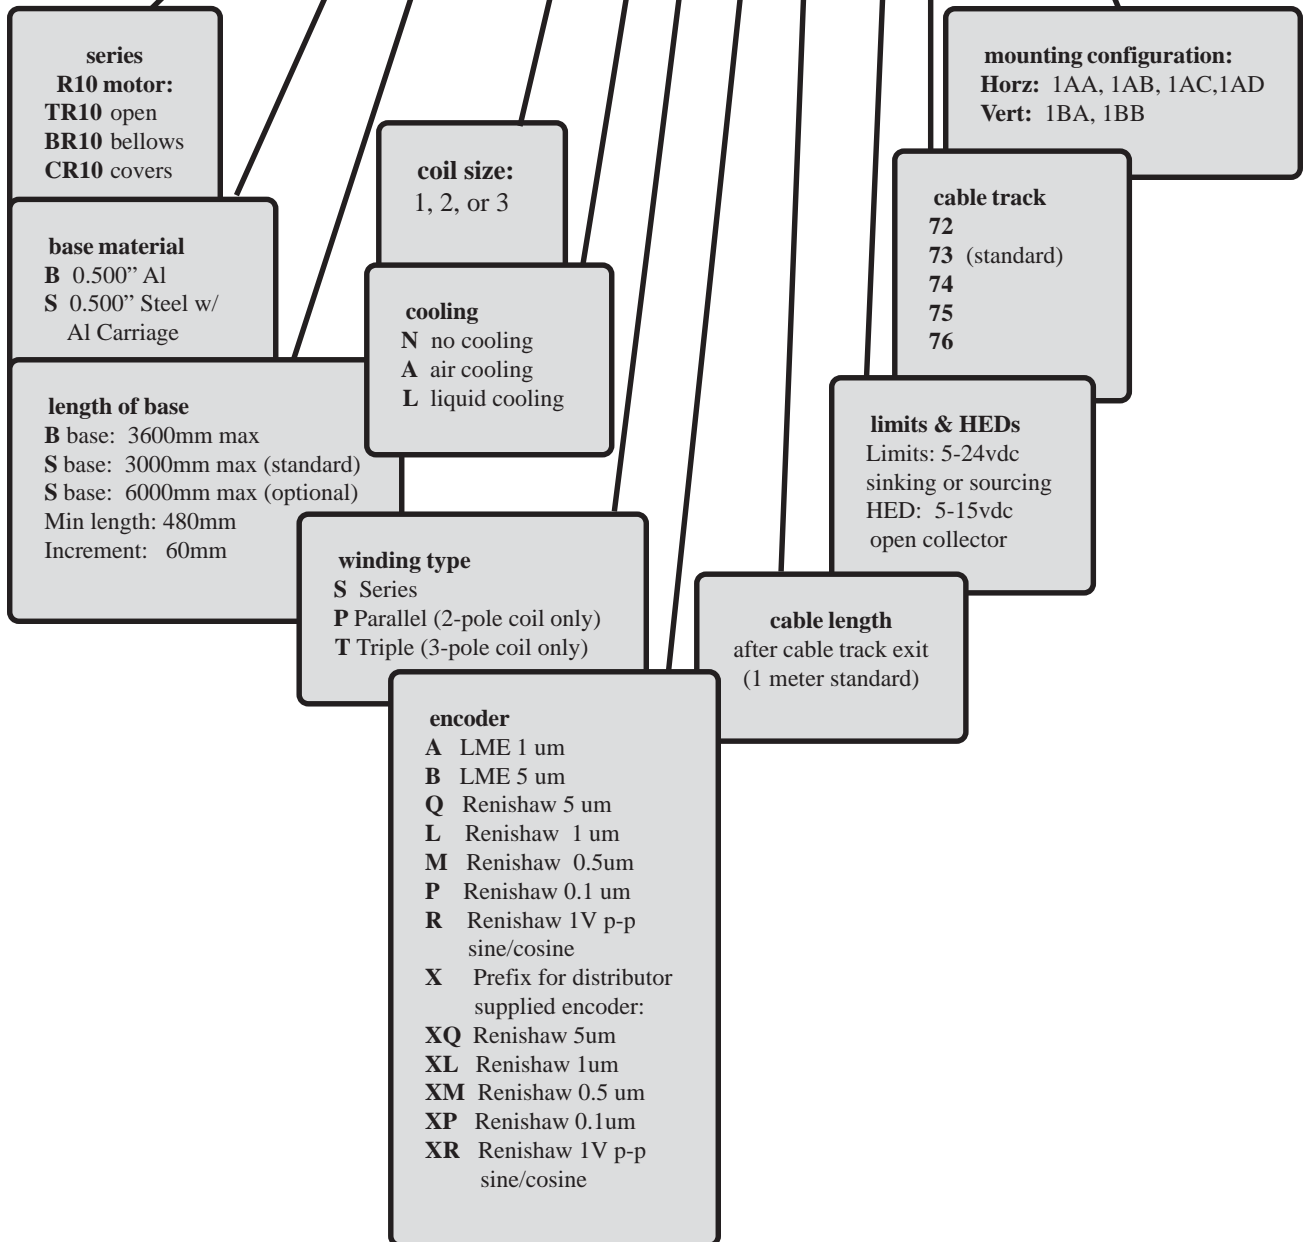 series
R10 motor:
TR10 open
BR10 bellows
CR10 covers
base material
B 0.500” Al
S 0.500” Steel w/
Al Carriage
length of base
B base: 3600mm max
S base: 3000mm max (standard)
S base: 6000mm max (optional)
Min length: 480mm
Increment: 60mm
coil size:
1, 2, or 3
cooling
N no cooling
A air cooling
L liquid cooling
winding type
S Series
P Parallel (2-pole coil only)
T Triple (3-pole coil only)
encoder
A LME 1 um
B LME 5 um
Q Renishaw 5 um
L Renishaw 1 um
M Renishaw 0.5um
P Renishaw 0.1 um
R Renishaw 1V p-p
sine/cosine
X Prefix for distributor
supplied encoder:
XQ Renishaw 5um
XL Renishaw 1um
XM Renishaw 0.5 um
XP Renishaw 0.1um
XR Renishaw 1V p-p
sine/cosine
cable length
after cable track exit
(1 meter standard)
limits & HEDs
Limits: 5-24vdc
sinking or sourcing
HED: 5-15vdc
open collector
cable track
72
73 (standard)
74
75
76
mounting configuration:
Horz: 1AA, 1AB, 1AC,1AD
Vert: 1BA, 1BB